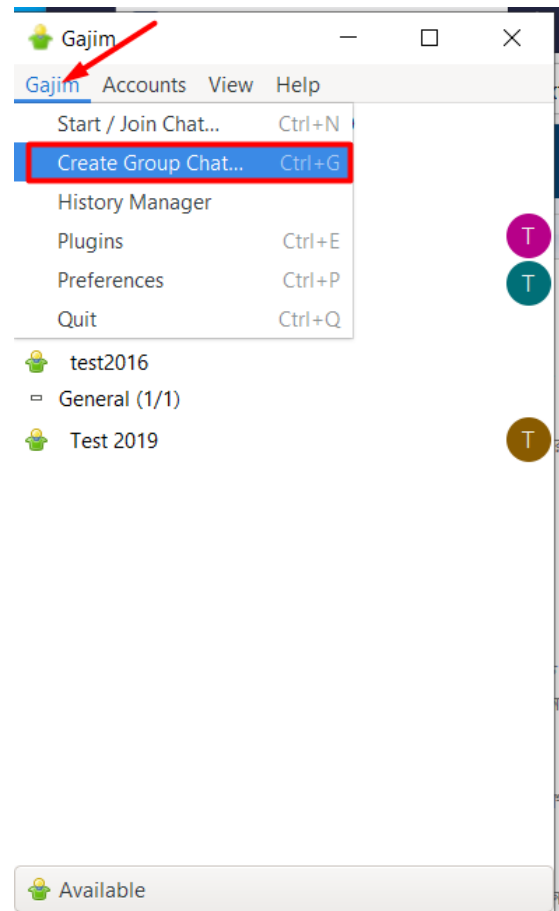 Gajim
Gajim Accounts View Help
Start / Join Chat... Ctrl+N
Create Group Chat... Ctrl+G
History Manager
Plugins Ctrl+E
T
Preferences Ctrl+P
T
Quit Ctrl+Q
test2016
General (1/1)
Test 2019
T
Available